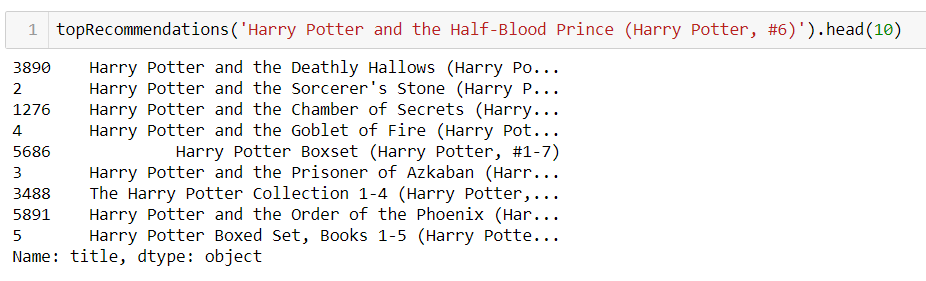 1 topRecommendations('Harry Potter and the Half-Blood Prince (Harry Potter, #6)').head(10)
3890 Harry Potter and the Deathly Hallows (Harry Po...
2 Harry Potter and the Sorcerer's Stone (Harry P...
1276 Harry Potter and the Chamber of Secrets (Harry...
4 Harry Potter and the Goblet of Fire (Harry Pot...
5686 Harry Potter Boxset (Harry Potter, #1-7)
3 Harry Potter and the Prisoner of Azkaban (Harr...
3488 The Harry Potter Collection 1-4 (Harry Potter,...
5891 Harry Potter and the Order of the Phoenix (Har...
5 Harry Potter Boxed Set, Books 1-5 (Harry Potte...
Name: title, dtype: object